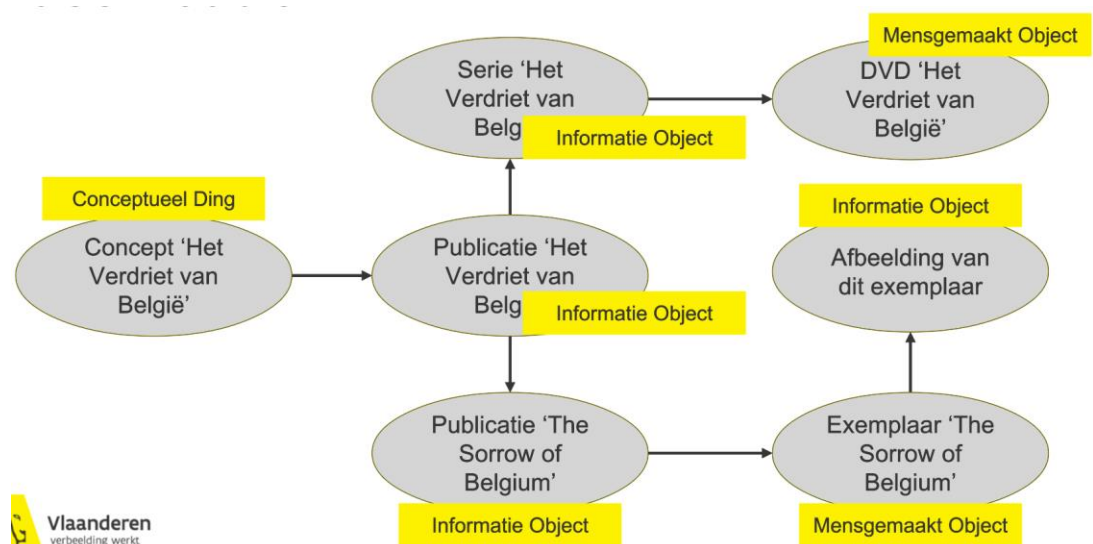 Mensgemaakt Object
Serie ‘Het
Verdriet van
Belg
Informatie Object
DVD ‘Het
Verdriet van
België’
Conceptueel Ding
Concept ‘Het
Verdriet van
België’
Publicatie ‘Het
Verdriet van
Belg
Informatie Object
Informatie Object
Afbeelding van
dit exemplaar
Publicatie ‘The
Sorrow of
Belgium’
Informatie Object
Exemplaar ‘The
Sorrow of
Belgium’
Mensgemaakt Object
Vlaanderen
verbeelding werkt